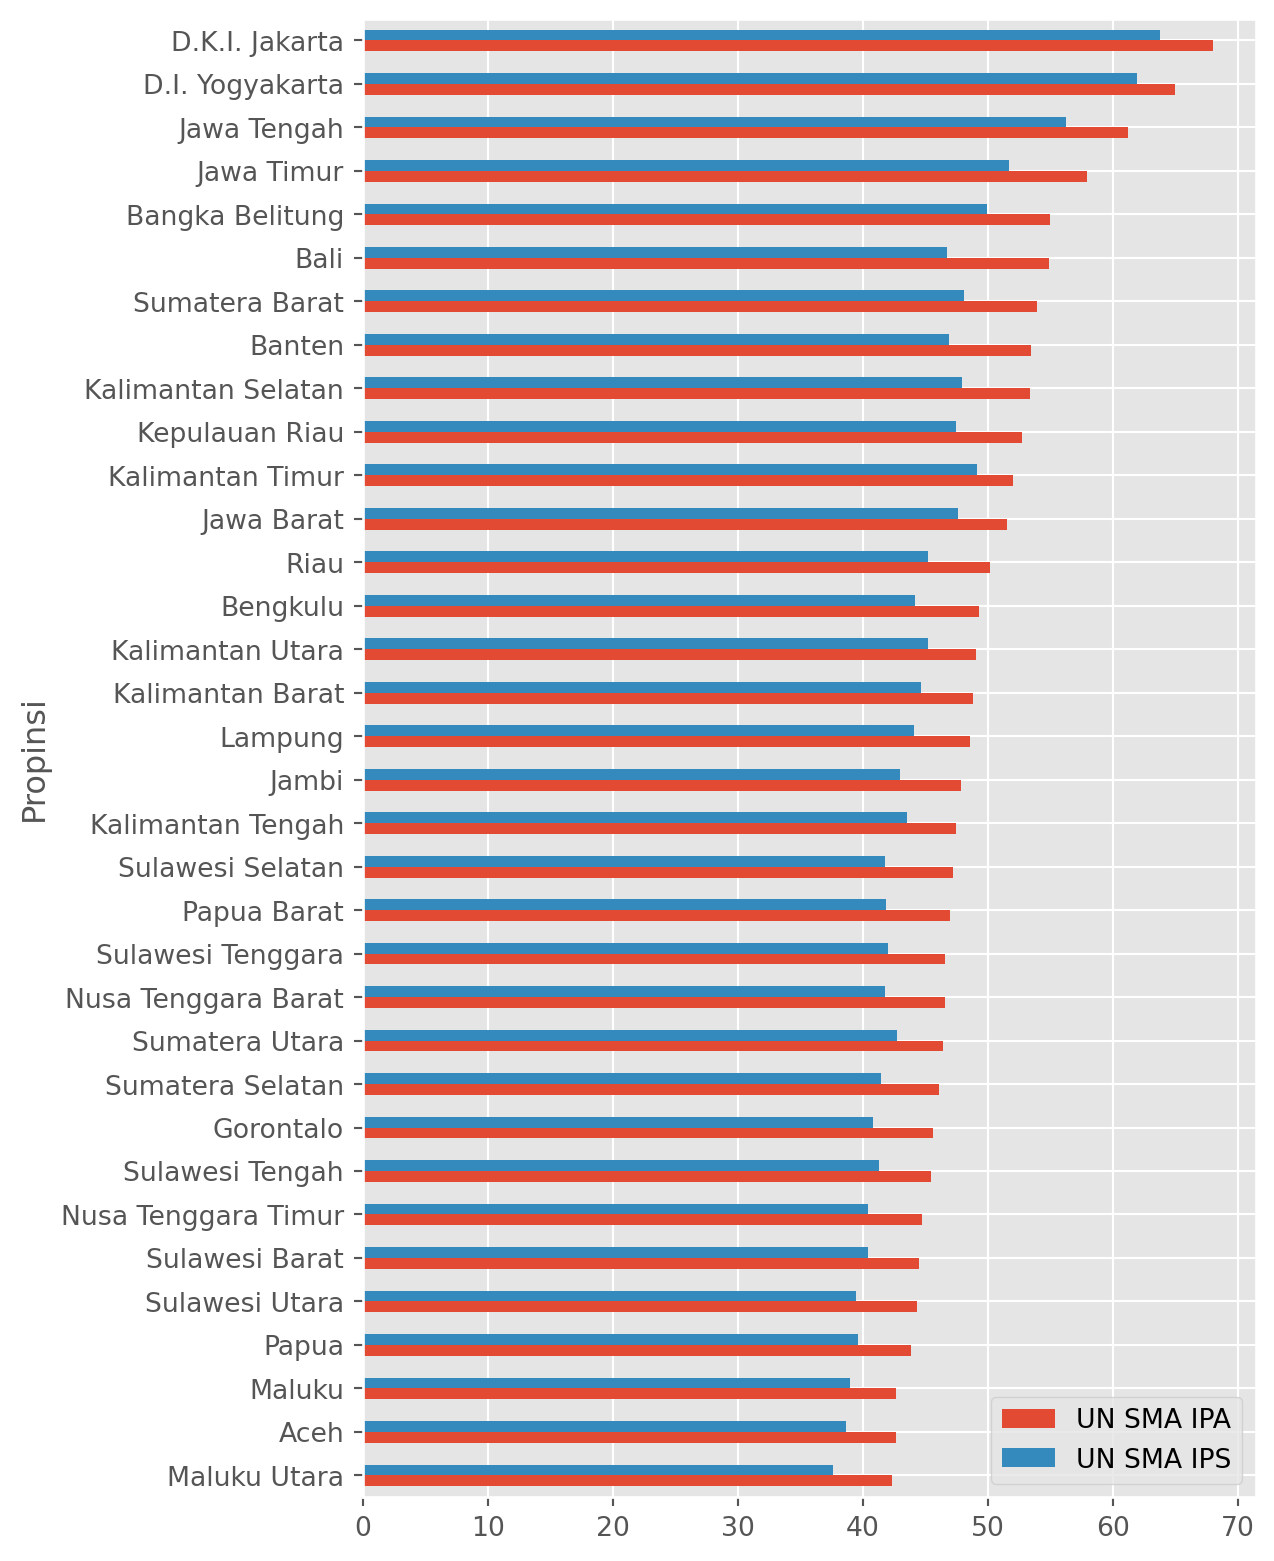 D.K.I. Jakarta
D.I. Yogyakarta
Jawa Tengah
Jawa Timur
Bangka Belitung
Bali
Sumatera Barat
Banten
Kalimantan Selatan
Kepulauan Riau
Kalimantan Timur
Jawa Barat
Riau
Bengkulu
Kalimantan Utara
Kalimantan Barat
Lampung
Jambi
Kalimantan Tengah
Sulawesi Selatan
Papua Barat
Sulawesi Tenggara
Nusa Tenggara Barat
Sumatera Utara
Sumatera Selatan
Gorontalo
Sulawesi Tengah
Nusa Tenggara Timur
Sulawesi Barat
Sulawesi Utara
Papua
Maluku
Aceh
Maluku Utara
Propinsi
UN SMA IPA
UN SMA IPS
0 10 20 30 40 50 60 70